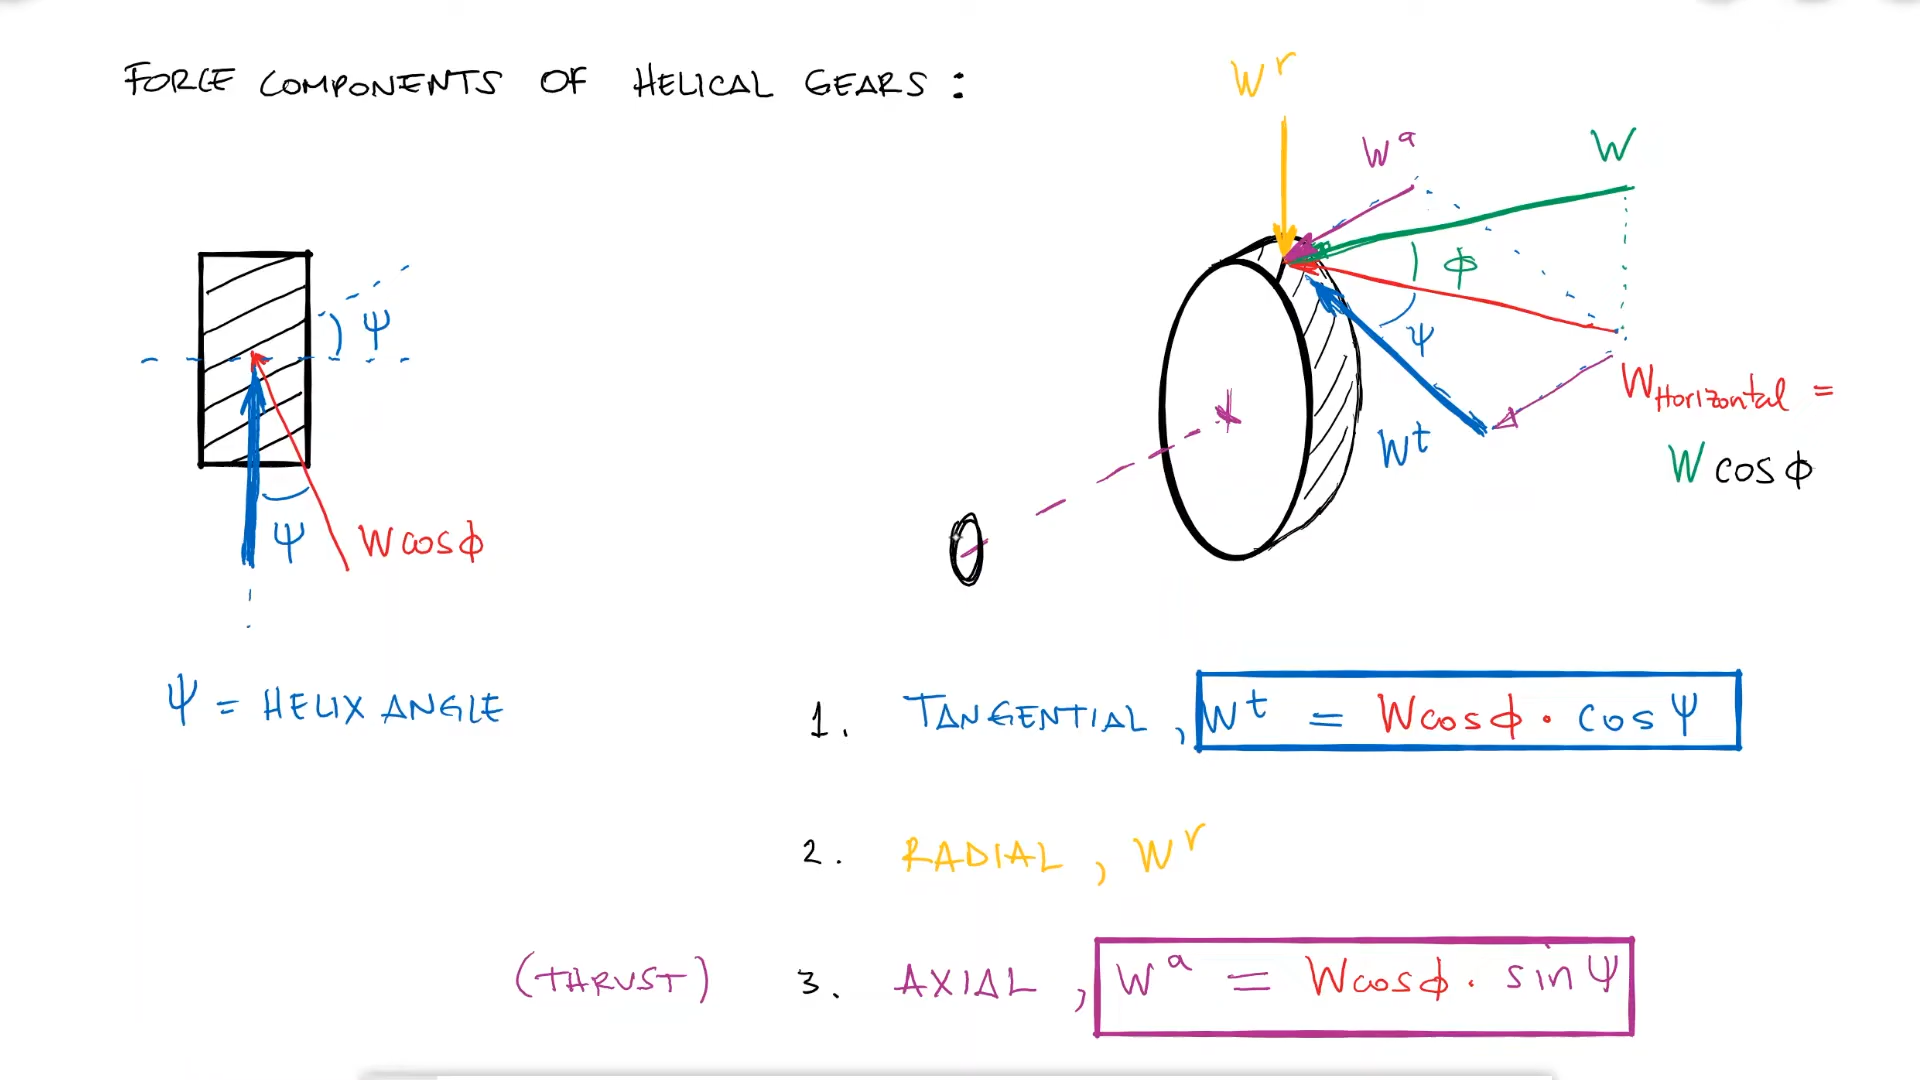 FORCE COMPONENTS OF HELICAL GEARS :
Wʳ
Wᵃ
W
ϕ
ψ
Wᵗ
W Horizontal =
W cos ϕ
ψ
ψ
W cos ϕ
ψ = HELIX ANGLE
1. TANGENTIAL, Wᵗ = W cos ϕ · cos ψ
2. RADIAL, Wʳ
(THRUST) 3. AXIAL, Wᵃ = W cos ϕ · sin ψ